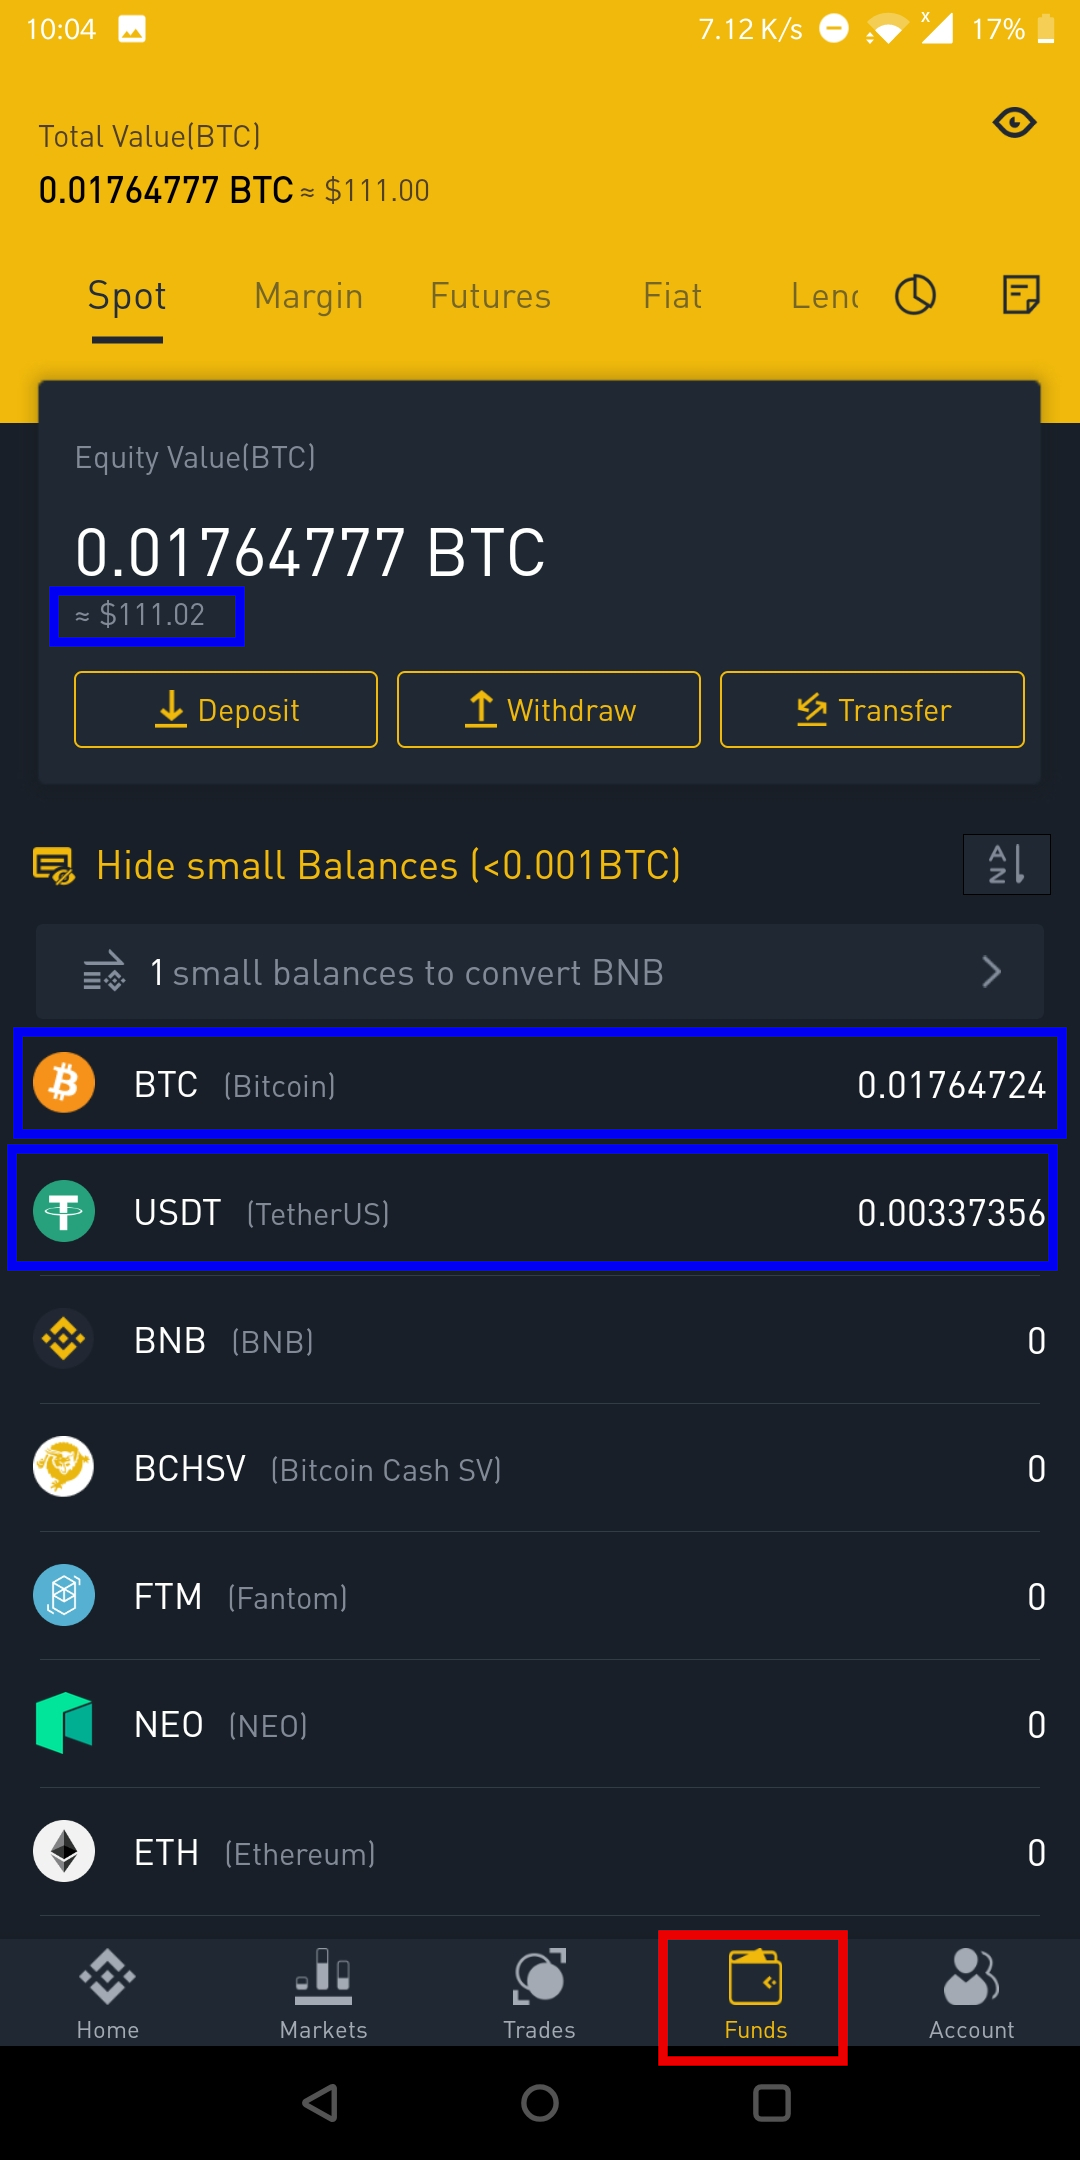 10:04 7.12 K/s 17%
Total Value(BTC)
0.01764777 BTC ≈ $111.00
Spot Margin Futures Fiat Lend
Equity Value(BTC)
0.01764777 BTC
≈ $111.02
Deposit Withdraw Transfer
Hide small Balances (<0.001BTC)
1 small balances to convert BNB
BTC (Bitcoin) 0.01764724
USDT (TetherUS) 0.00337356
BNB (BNB) 0
BCHSV (Bitcoin Cash SV) 0
FTM (Fantom) 0
NEO (NEO) 0
ETH (Ethereum) 0
Home Markets Trades Funds Account